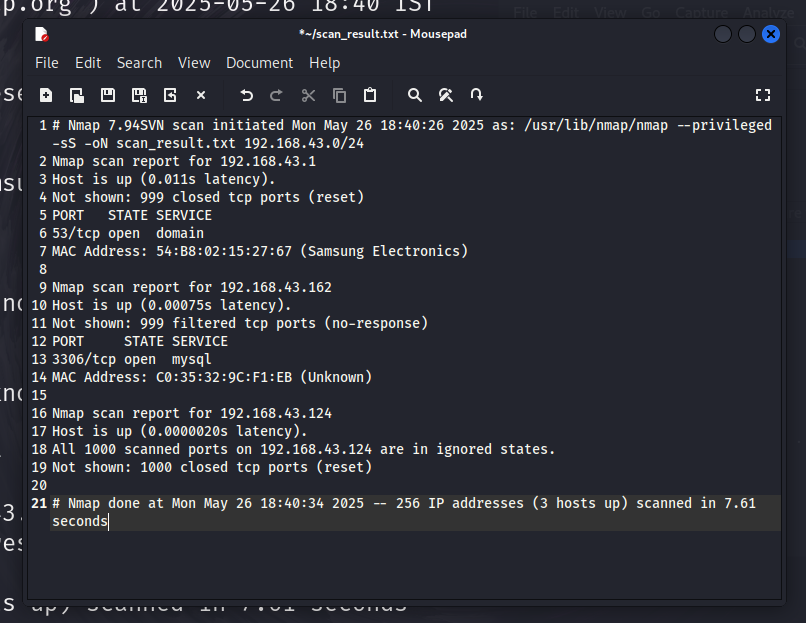 p.org ) at 2025-05-26 18:40 IST
File Edit View Go Capture Analyze
*~/scan_result.txt - Mousepad
File Edit Search View Document Help
1 # Nmap 7.94SVN scan initiated Mon May 26 18:40:26 2025 as: /usr/lib/nmap/nmap --privileged
-sS -oN scan_result.txt 192.168.43.0/24
2 Nmap scan report for 192.168.43.1
3 Host is up (0.011s latency).
4 Not shown: 999 closed tcp ports (reset)
5 PORT   STATE SERVICE
6 53/tcp open  domain
7 MAC Address: 54:B8:02:15:27:67 (Samsung Electronics)
8
9 Nmap scan report for 192.168.43.162
10 Host is up (0.00075s latency).
11 Not shown: 999 filtered tcp ports (no-response)
12 PORT     STATE SERVICE
13 3306/tcp open  mysql
14 MAC Address: C0:35:32:9C:F1:EB (Unknown)
15
16 Nmap scan report for 192.168.43.124
17 Host is up (0.0000020s latency).
18 All 1000 scanned ports on 192.168.43.124 are in ignored states.
19 Not shown: 1000 closed tcp ports (reset)
20
21 # Nmap done at Mon May 26 18:40:34 2025 -- 256 IP addresses (3 hosts up) scanned in 7.61
seconds
s up) scanned in 7.61 seconds